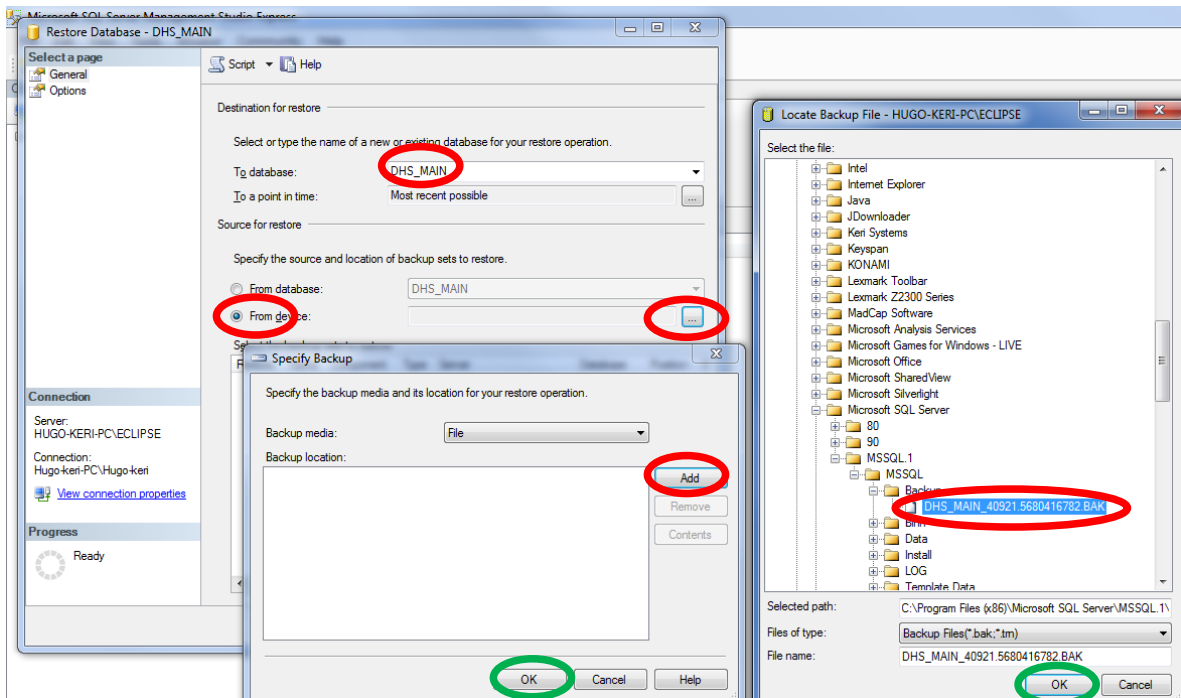 Microsoft SQL Server Management Studio Express
Restore Database - DHS_MAIN
Select a page
General
Options
Script
Help
Destination for restore
Select or type the name of a new or existing database for your restore operation.
To database:
DHS_MAIN
To a point in time:
Most recent possible
...
Source for restore
Specify the source and location of backup sets to restore.
From database:
DHS_MAIN
From device:
...
Connection
Server:
HUGO-KERI-PC\ECLIPSE
Connection:
Hugo-keri-PC\Hugo-keri
View connection properties
Progress
Ready
Specify Backup
Specify the backup media and its location for your restore operation.
Backup media:
File
Backup location:
Add
Remove
Contents
OK
Cancel
Help
Locate Backup File - HUGO-KERI-PC\ECLIPSE
Select the file:
Intel
Internet Explorer
Java
JDownloader
Keri Systems
Keyspan
KONAMI
Lexmark Toolbar
Lexmark Z2300 Series
MadCap Software
Microsoft Analysis Services
Microsoft Games for Windows - LIVE
Microsoft Office
Microsoft SharedView
Microsoft Silverlight
Microsoft SQL Server
80
90
MSSQL.1
MSSQL
Backup
DHS_MAIN_40921.5680416782.BAK
Binn
Data
Install
LOG
Template Data
Selected path:
C:\Program Files (x86)\Microsoft SQL Server\MSSQL.1\
Files of type:
Backup Files(*.bak;*.trn)
File name:
DHS_MAIN_40921.5680416782.BAK
OK
Cancel